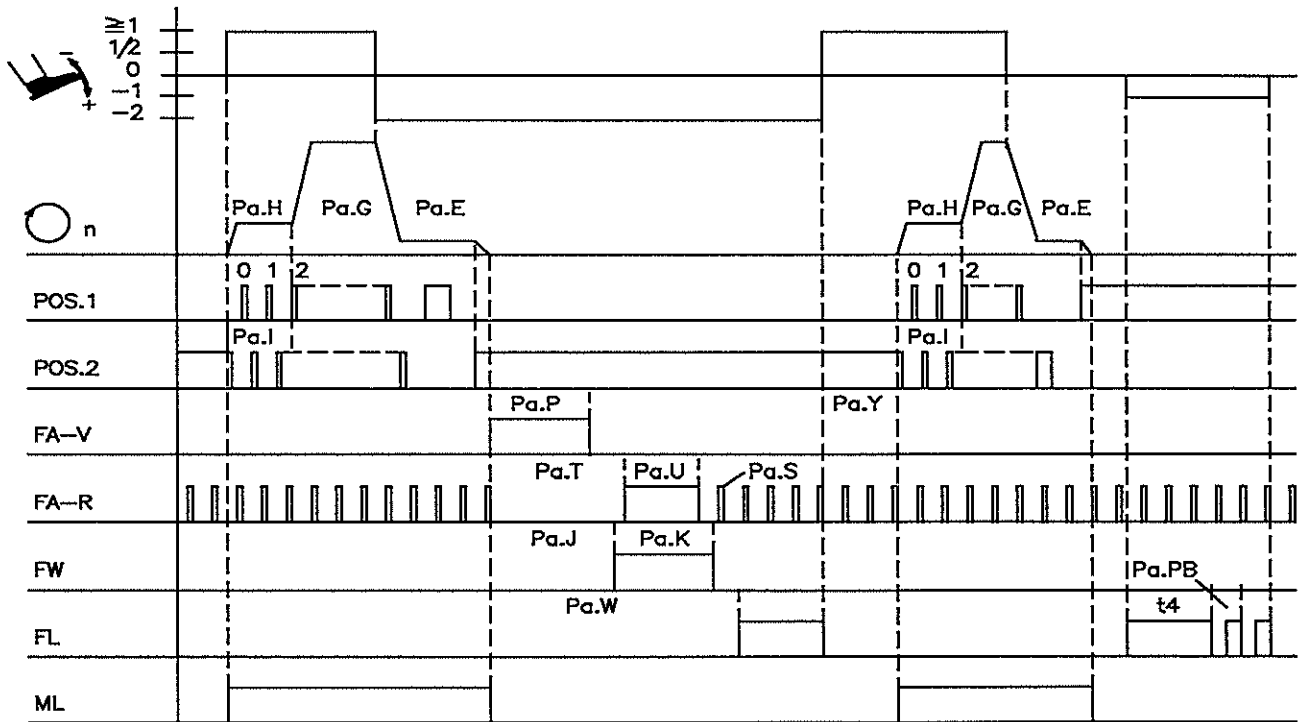 ≥1
1/2
0
−1
−2
− +
Pa.H Pa.G Pa.E Pa.H Pa.G Pa.E
n
0 1 2 0 1 2
POS.1
Pa.I Pa.I
POS.2
Pa.P Pa.Y
FA−V
Pa.T Pa.U Pa.S
FA−R
Pa.J Pa.K
FW Pa.PB
Pa.W t4
FL
ML